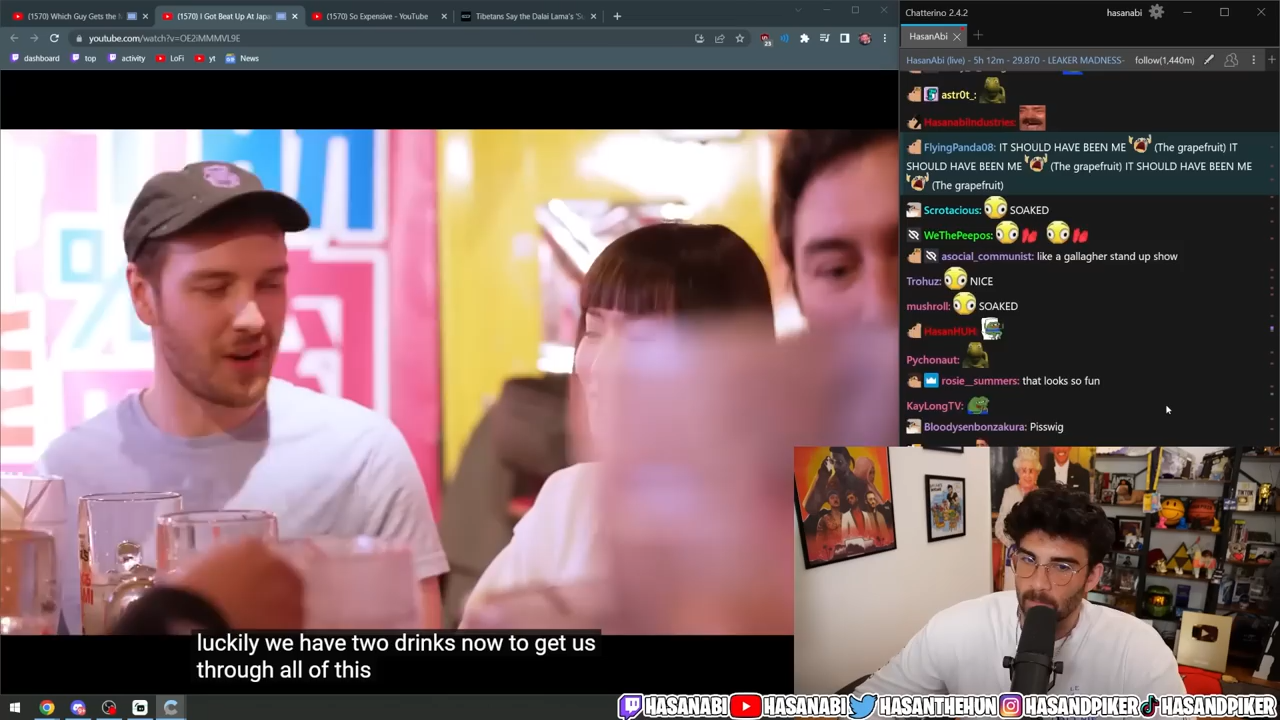 (1570) Which Guy Gets the
(1570) I Got Beat Up At Japa
(1570) So Expensive - YouTube
Tibetans Say the Dalai Lama's "Su
youtube.com/watch?v=OE2iMMMVL9E
dashboard
top
activity
LoFi
yt
News
Chatterino 2.4.2
hasanabi
HasanAbi
HasanAbi (live) - 5h 12m - 29.870 - LEAKER MADNESS-
follow(1,440m)
astr0t_:
HasanabiIndustries:
FlyingPanda08: IT SHOULD HAVE BEEN ME (The grapefruit) IT
SHOULD HAVE BEEN ME (The grapefruit) IT SHOULD HAVE BEEN ME
(The grapefruit)
Scrotacious: SOAKED
WeThePeepos:
asocial_communist: like a gallagher stand up show
Trohuz: NICE
mushroll: SOAKED
HasanHUH:
Pychonaut:
rosie__summers: that looks so fun
KayLongTV:
Bloodysenbonzakura: Pisswig
luckily we have two drinks now to get us
through all of this
HASANABI HASANABI HASANTHEHUN HASANDPIKER HASANDPIKER